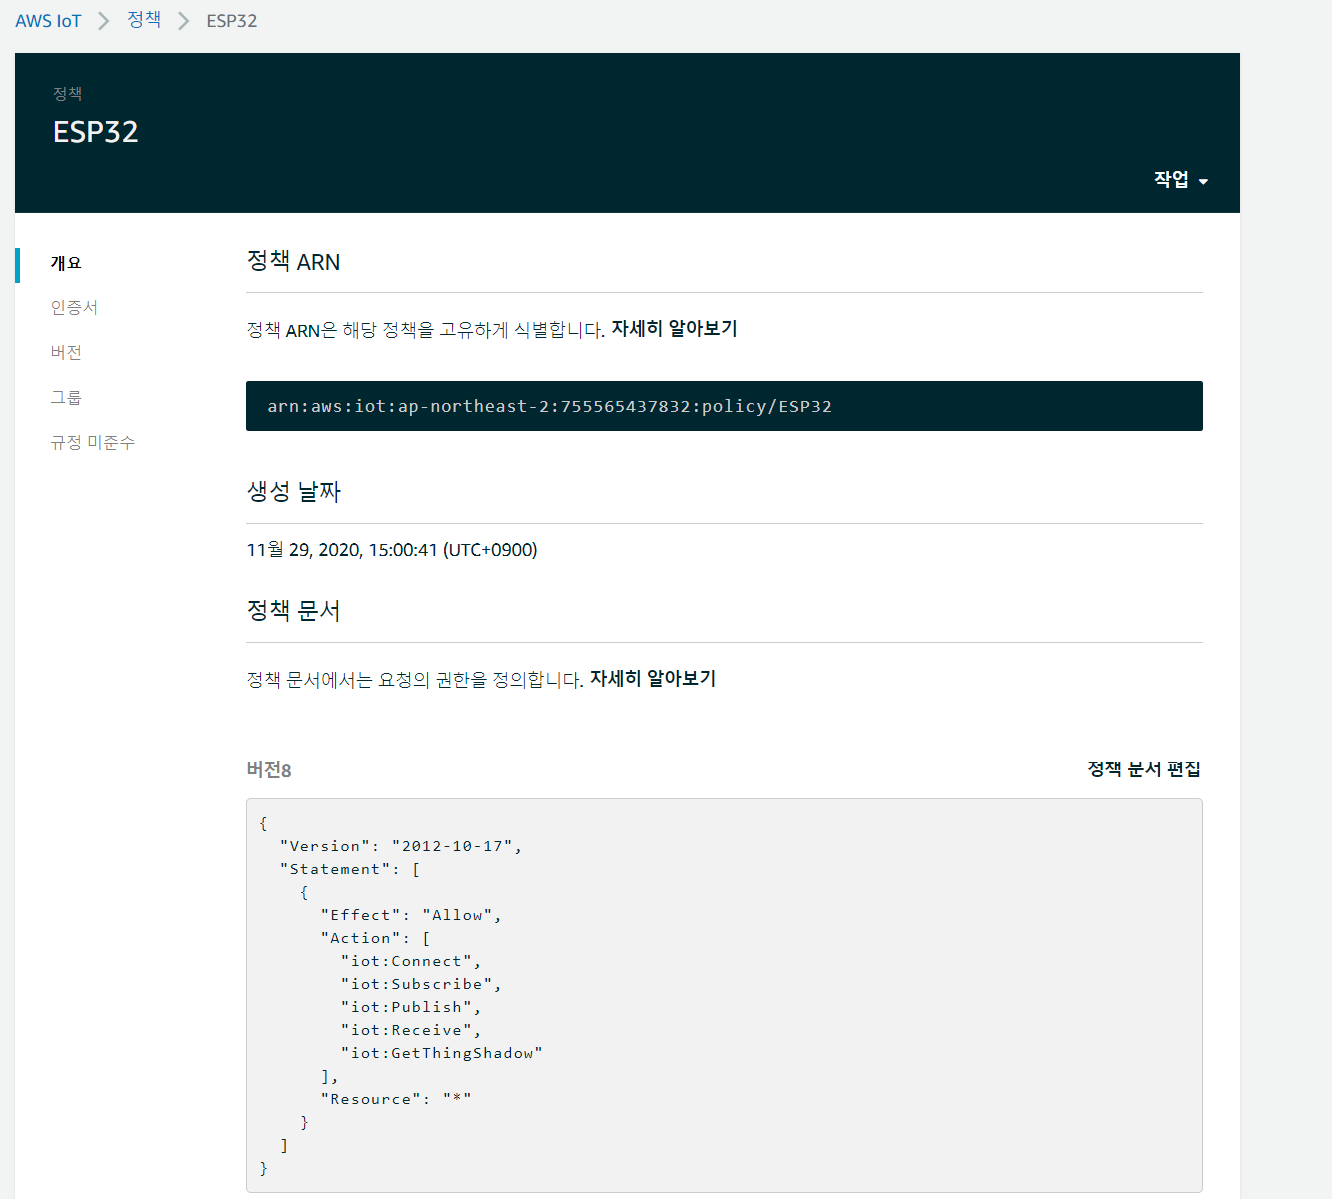 AWS IoT > 정책 > ESP32
정책
ESP32
작업
개요
인증서
버전
그룹
규정 미준수
정책 ARN
정책 ARN은 해당 정책을 고유하게 식별합니다. 자세히 알아보기
arn:aws:iot:ap-northeast-2:755565437832:policy/ESP32
생성 날짜
11월 29, 2020, 15:00:41 (UTC+0900)
정책 문서
정책 문서에서는 요청의 권한을 정의합니다. 자세히 알아보기
버전8
정책 문서 편집
{
"Version": "2012-10-17",
"Statement": [
{
"Effect": "Allow",
"Action": [
"iot:Connect",
"iot:Subscribe",
"iot:Publish",
"iot:Receive",
"iot:GetThingShadow"
],
"Resource": "*"
}
]
}